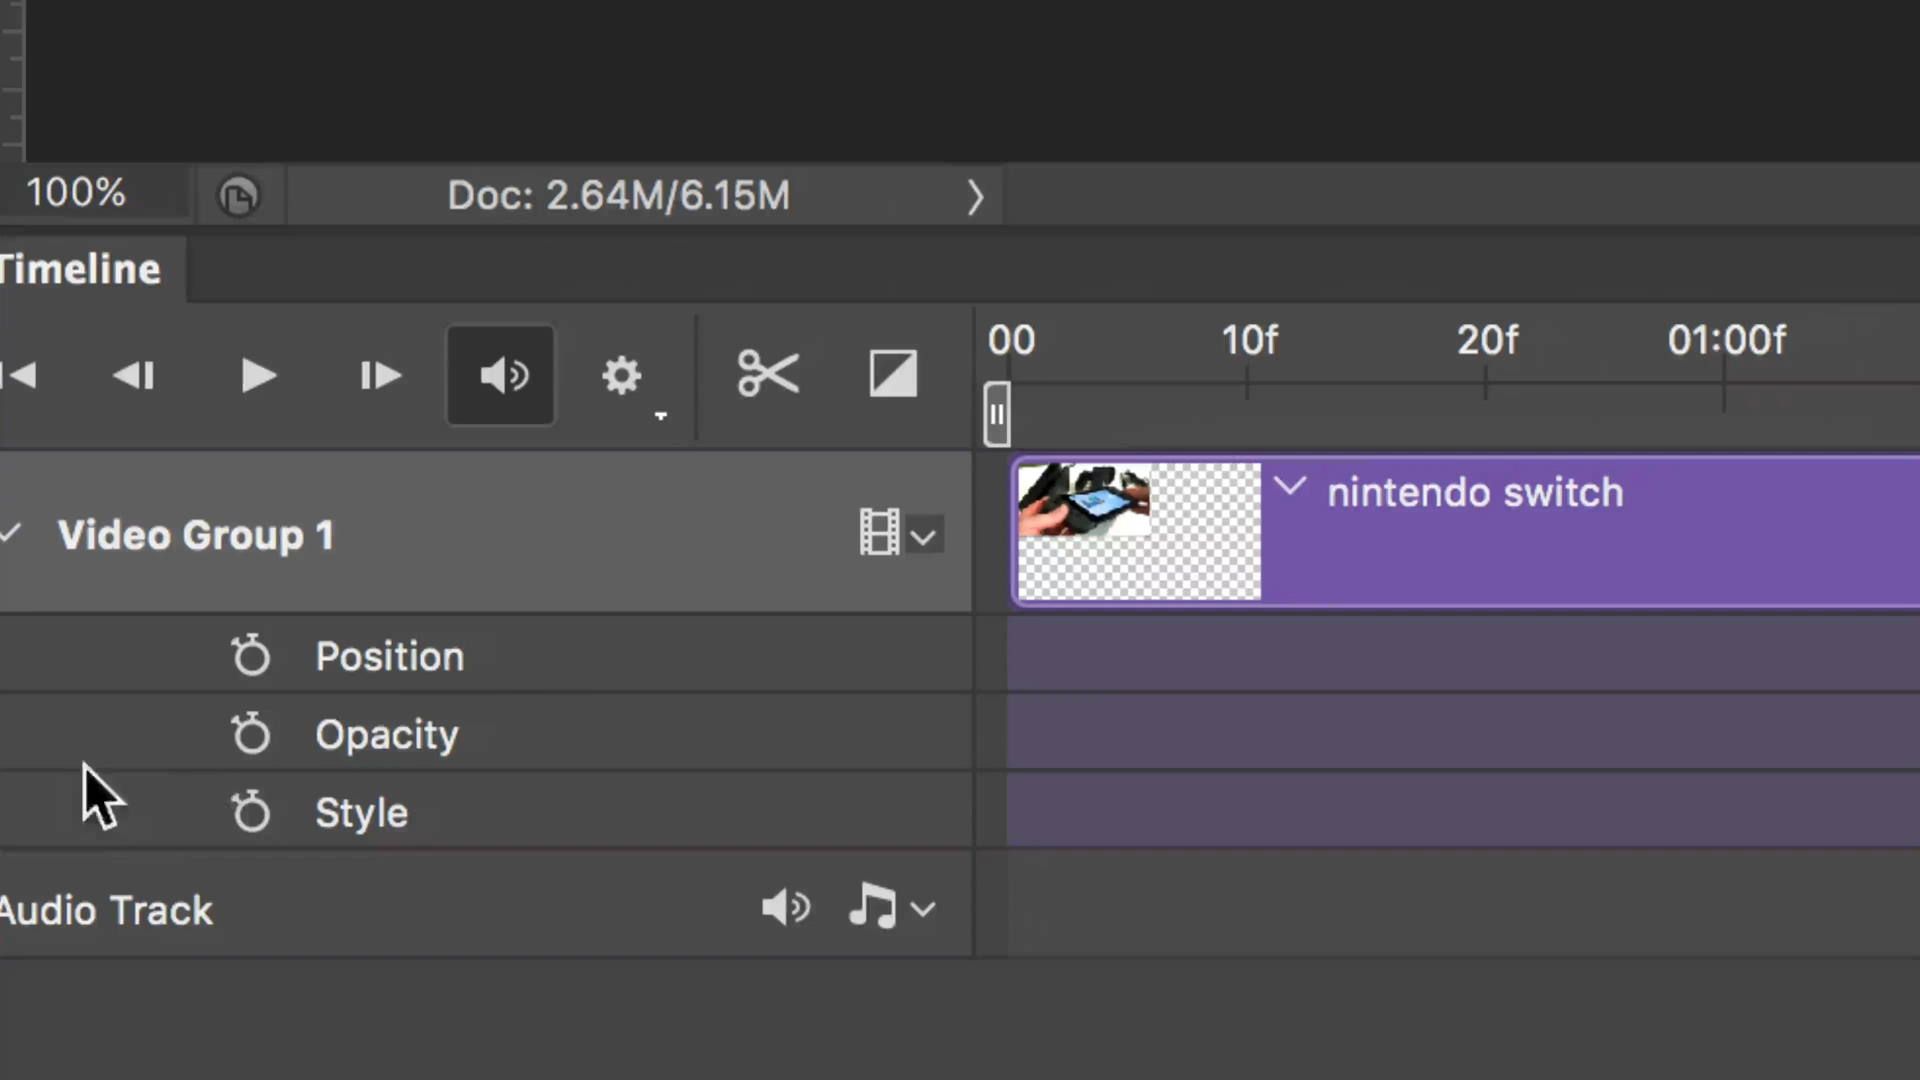 100%
Doc: 2.64M/6.15M
Timeline
00 10f 20f 01:00f
Video Group 1
nintendo switch
Position
Opacity
Style
Audio Track